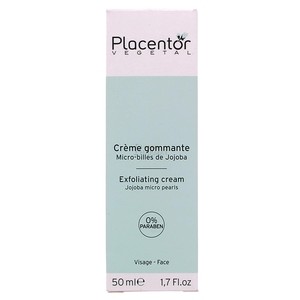 Placentor
VEGETAL
Crème gommante
Micro-billes de Jojoba
Exfoliating cream
Jojoba micro pearls
0%
PARABEN
Visage - Face
50 ml e 1,7 Fl.oz